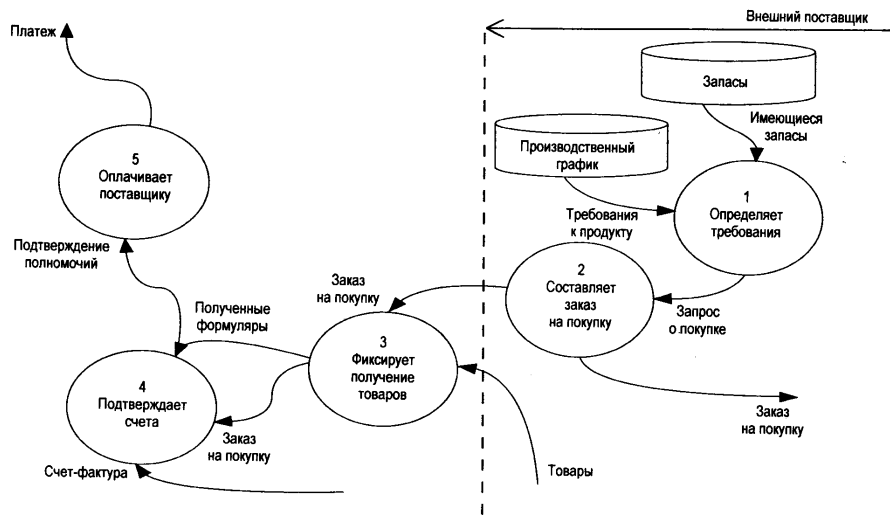 Внешний поставщик
Платеж
Запасы
Имеющиеся
запасы
Производственный
график
5
Оплачивает
поставщику
1
Определяет
требования
Требования
к продукту
Подтверждение
полномочий
2
Составляет
заказ
на покупку
Заказ
на покупку
Запрос
о покупке
Полученные
формуляры
3
Фиксирует
получение
товаров
4
Подтверждает
счета
Заказ
на покупку
Заказ
на покупку
Счет-фактура
Товары